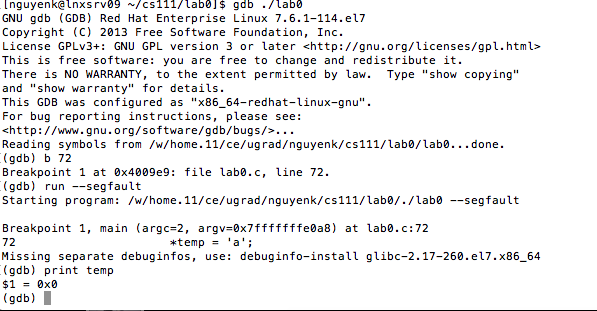 [nguyenk@lnxsrv09 ~/cs111/lab0]$ gdb ./lab0
GNU gdb (GDB) Red Hat Enterprise Linux 7.6.1-114.el7
Copyright (C) 2013 Free Software Foundation, Inc.
License GPLv3+: GNU GPL version 3 or later <http://gnu.org/licenses/gpl.html>
This is free software: you are free to change and redistribute it.
There is NO WARRANTY, to the extent permitted by law.  Type "show copying"
and "show warranty" for details.
This GDB was configured as "x86_64-redhat-linux-gnu".
For bug reporting instructions, please see:
<http://www.gnu.org/software/gdb/bugs/>...
Reading symbols from /w/home.11/ce/ugrad/nguyenk/cs111/lab0/lab0...done.
[(gdb) b 72
Breakpoint 1 at 0x4009e9: file lab0.c, line 72.
[(gdb) run --segfault
Starting program: /w/home.11/ce/ugrad/nguyenk/cs111/lab0/./lab0 --segfault

Breakpoint 1, main (argc=2, argv=0x7fffffffe0a8) at lab0.c:72
72                  *temp = 'a';
Missing separate debuginfos, use: debuginfo-install glibc-2.17-260.el7.x86_64
[(gdb) print temp
$1 = 0x0
(gdb)